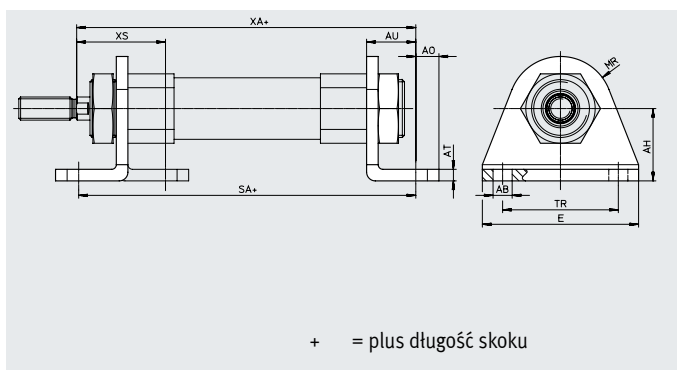 XA+
XS
AU
AO
AT
SA+
MR
AH
AB
TR
E
+ = plus długość skoku